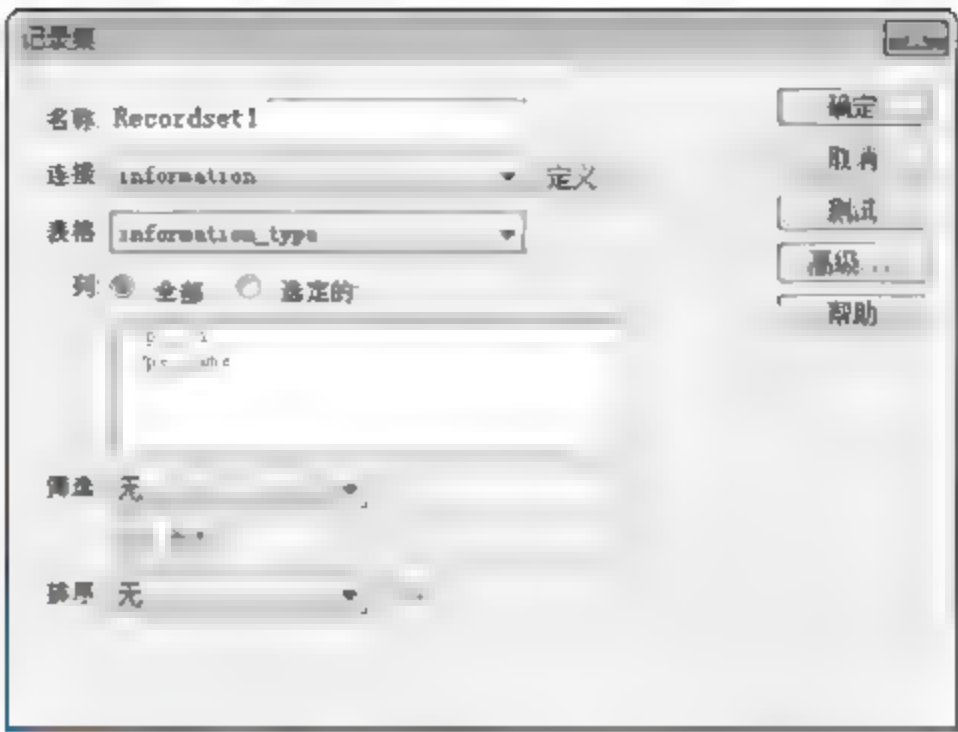 记录集
名称: Recordset1
确定
连接 information 定义
取消
表格 information_type
测试
列: 全部 选定的
高级...
帮助
筛选 无
排序 无